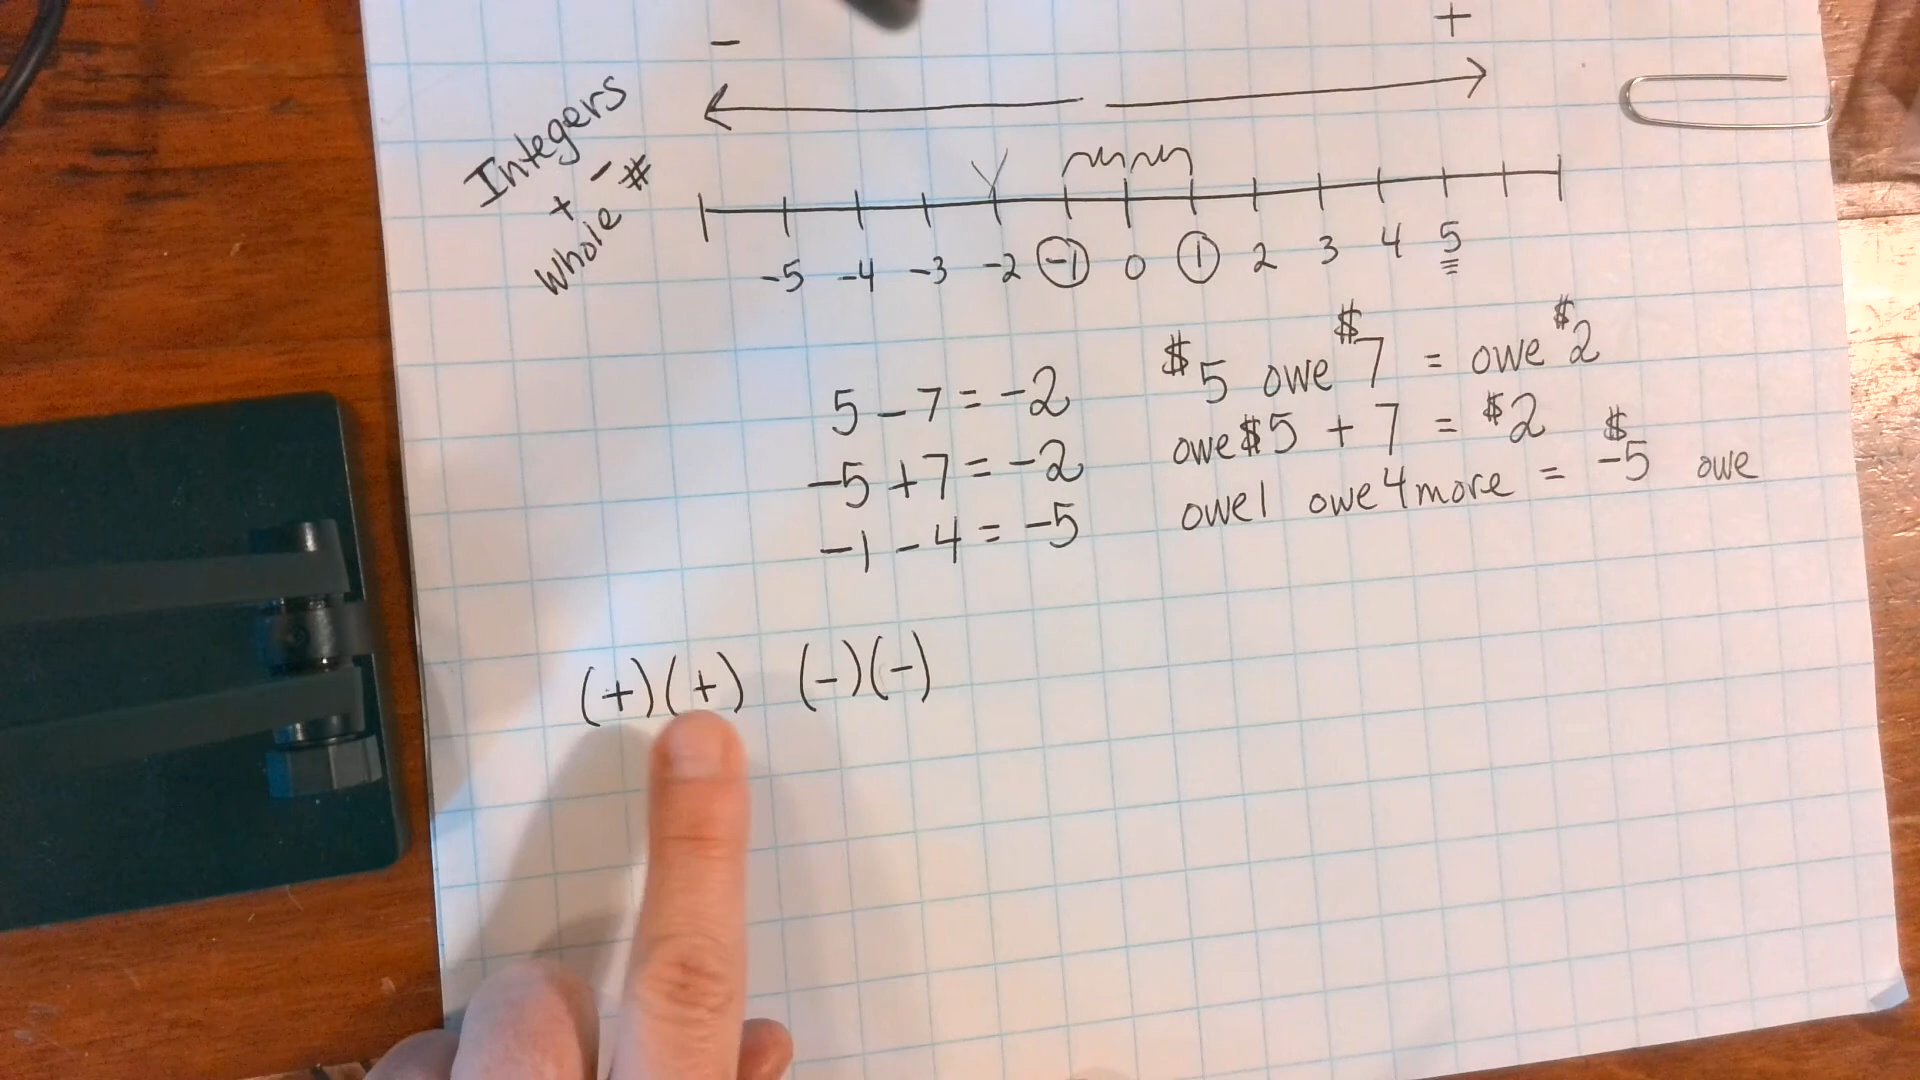 - +
Integers
+ -
Whole #
-5 -4 -3 -2 -1 0 1 2 3 4 5
5 - 7 = -2 $5 owe $7 = owe $2
-5 + 7 = -2 owe $5 + 7 = $2
-1 - 4 = -5 owe 1 owe 4 more = $-5 owe
(+)(+) (-)(-)